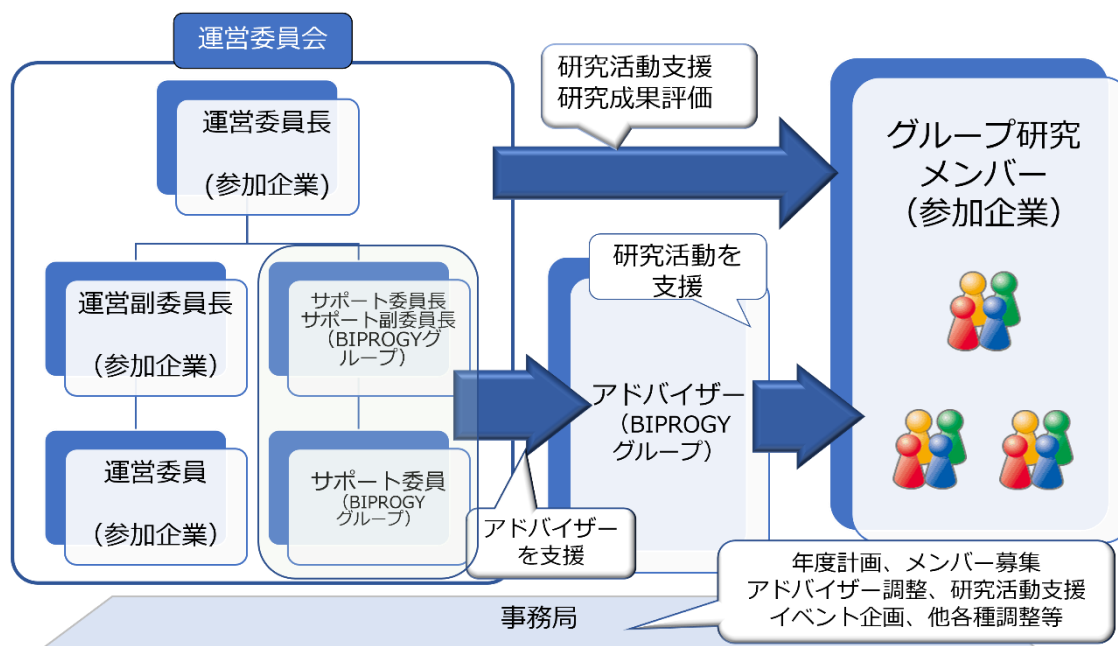 運営委員会
運営委員長
(参加企業)
運営副委員長
(参加企業)
運営委員
(参加企業)
サポート委員長
サポート副委員長
（BIPROGYグ
ループ）
サポート委員
（BIPROGY
グループ）
研究活動支援
研究成果評価
アドバイザー
を支援
アドバイザー
（BIPROGY
グループ）
研究活動を
支援
グループ研究
メンバー
（参加企業）
年度計画、メンバー募集
アドバイザー調整、研究活動支援
イベント企画、他各種調整等
事務局